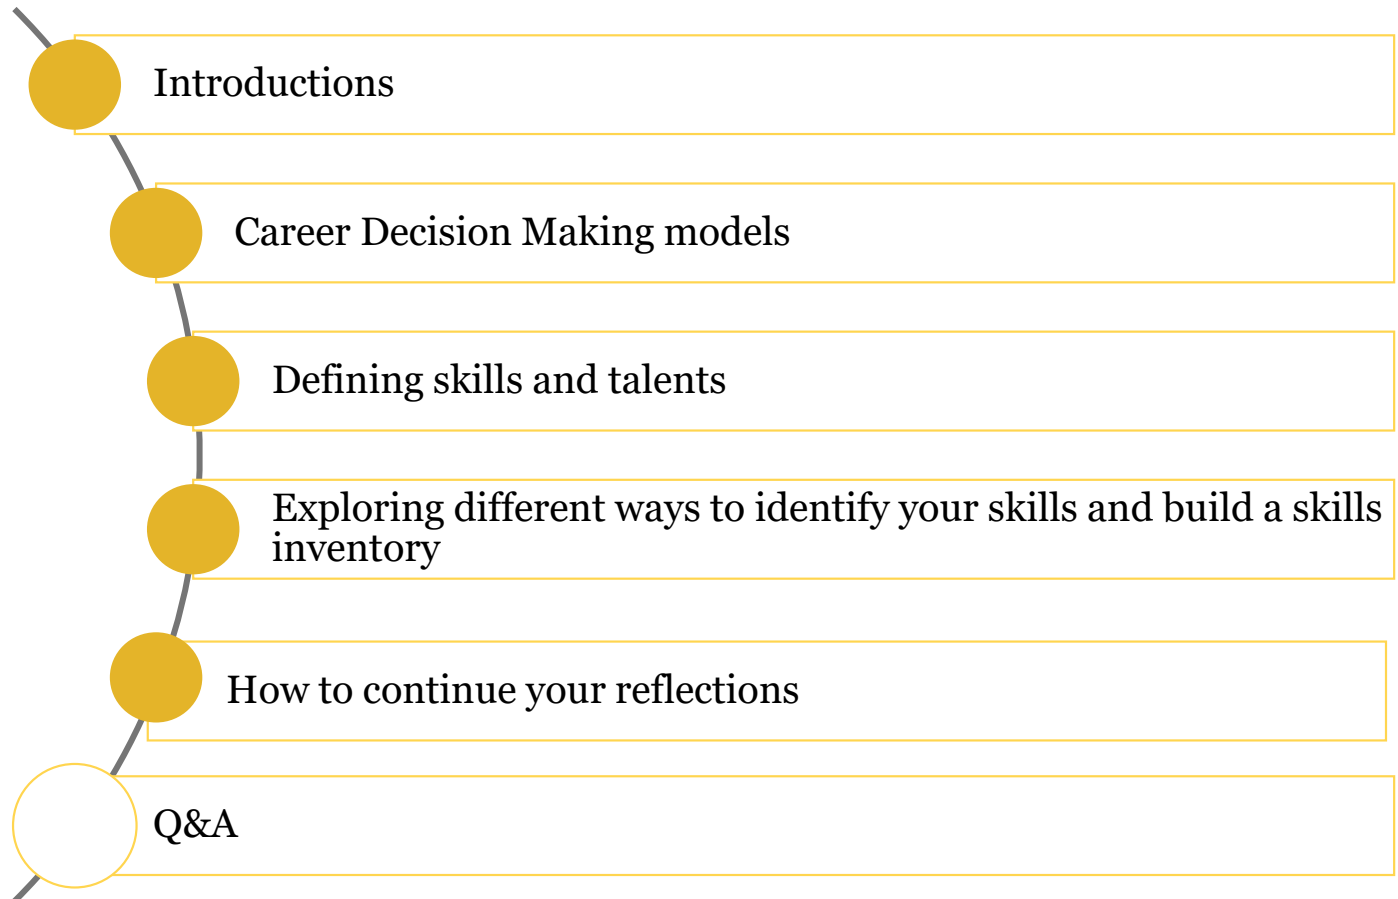 Introductions
Career Decision Making models
Defining skills and talents
Exploring different ways to identify your skills and build a skills
inventory
How to continue your reflections
Q&A